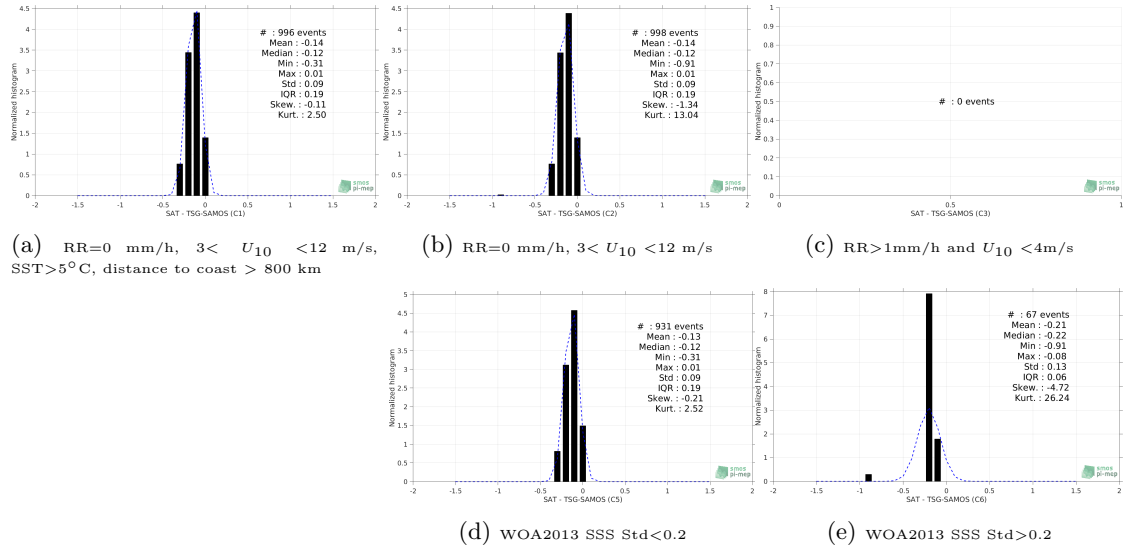 4.5
4
3.5
3
2.5
2
1.5
1
0.5
0
-2 -1.5 -1 -0.5 0 0.5 1 1.5 2
Normalized histogram
SAT - TSG-SAMOS (C1)
# : 996 events
Mean : -0.14
Median : -0.12
Min : -0.31
Max : 0.01
Std : 0.09
IQR : 0.19
Skew. : -0.11
Kurt. : 2.50
smos
pi-mep
(a) RR=0 mm/h, 3< U10 <12 m/s,
SST>5°C, distance to coast > 800 km
4.5
4
3.5
3
2.5
2
1.5
1
0.5
0
-2 -1.5 -1 -0.5 0 0.5 1 1.5 2
Normalized histogram
SAT - TSG-SAMOS (C2)
# : 998 events
Mean : -0.14
Median : -0.12
Min : -0.91
Max : 0.01
Std : 0.09
IQR : 0.19
Skew. : -1.34
Kurt. : 13.04
smos
pi-mep
(b) RR=0 mm/h, 3< U10 <12 m/s
1
0.9
0.8
0.7
0.6
0.5
0.4
0.3
0.2
0.1
0
0 0.5 1
Normalized histogram
SAT - TSG-SAMOS (C3)
# : 0 events
smos
pi-mep
(c) RR>1mm/h and U10 <4m/s
5
4.5
4
3.5
3
2.5
2
1.5
1
0.5
0
-2 -1.5 -1 -0.5 0 0.5 1 1.5 2
Normalized histogram
SAT - TSG-SAMOS (C5)
# : 931 events
Mean : -0.13
Median : -0.12
Min : -0.31
Max : 0.01
Std : 0.09
IQR : 0.19
Skew. : -0.21
Kurt. : 2.52
smos
pi-mep
(d) WOA2013 SSS Std<0.2
8
7
6
5
4
3
2
1
0
-2 -1.5 -1 -0.5 0 0.5 1 1.5 2
Normalized histogram
SAT - TSG-SAMOS (C6)
# : 67 events
Mean : -0.21
Median : -0.22
Min : -0.91
Max : -0.08
Std : 0.13
IQR : 0.06
Skew. : -4.72
Kurt. : 26.24
smos
pi-mep
(e) WOA2013 SSS Std>0.2